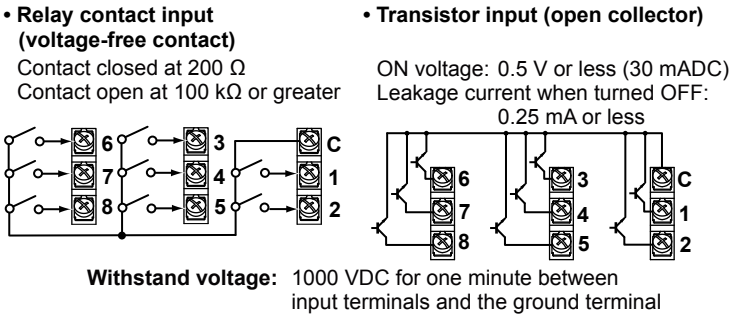 • Relay contact input
(voltage-free contact)
Contact closed at 200 Ω
Contact open at 100 kΩ or greater
6 3 C
7 4 1
8 5 2
• Transistor input (open collector)
ON voltage: 0.5 V or less (30 mADC)
Leakage current when turned OFF:
0.25 mA or less
6 3 C
7 4 1
8 5 2
Withstand voltage: 1000 VDC for one minute between
input terminals and the ground terminal